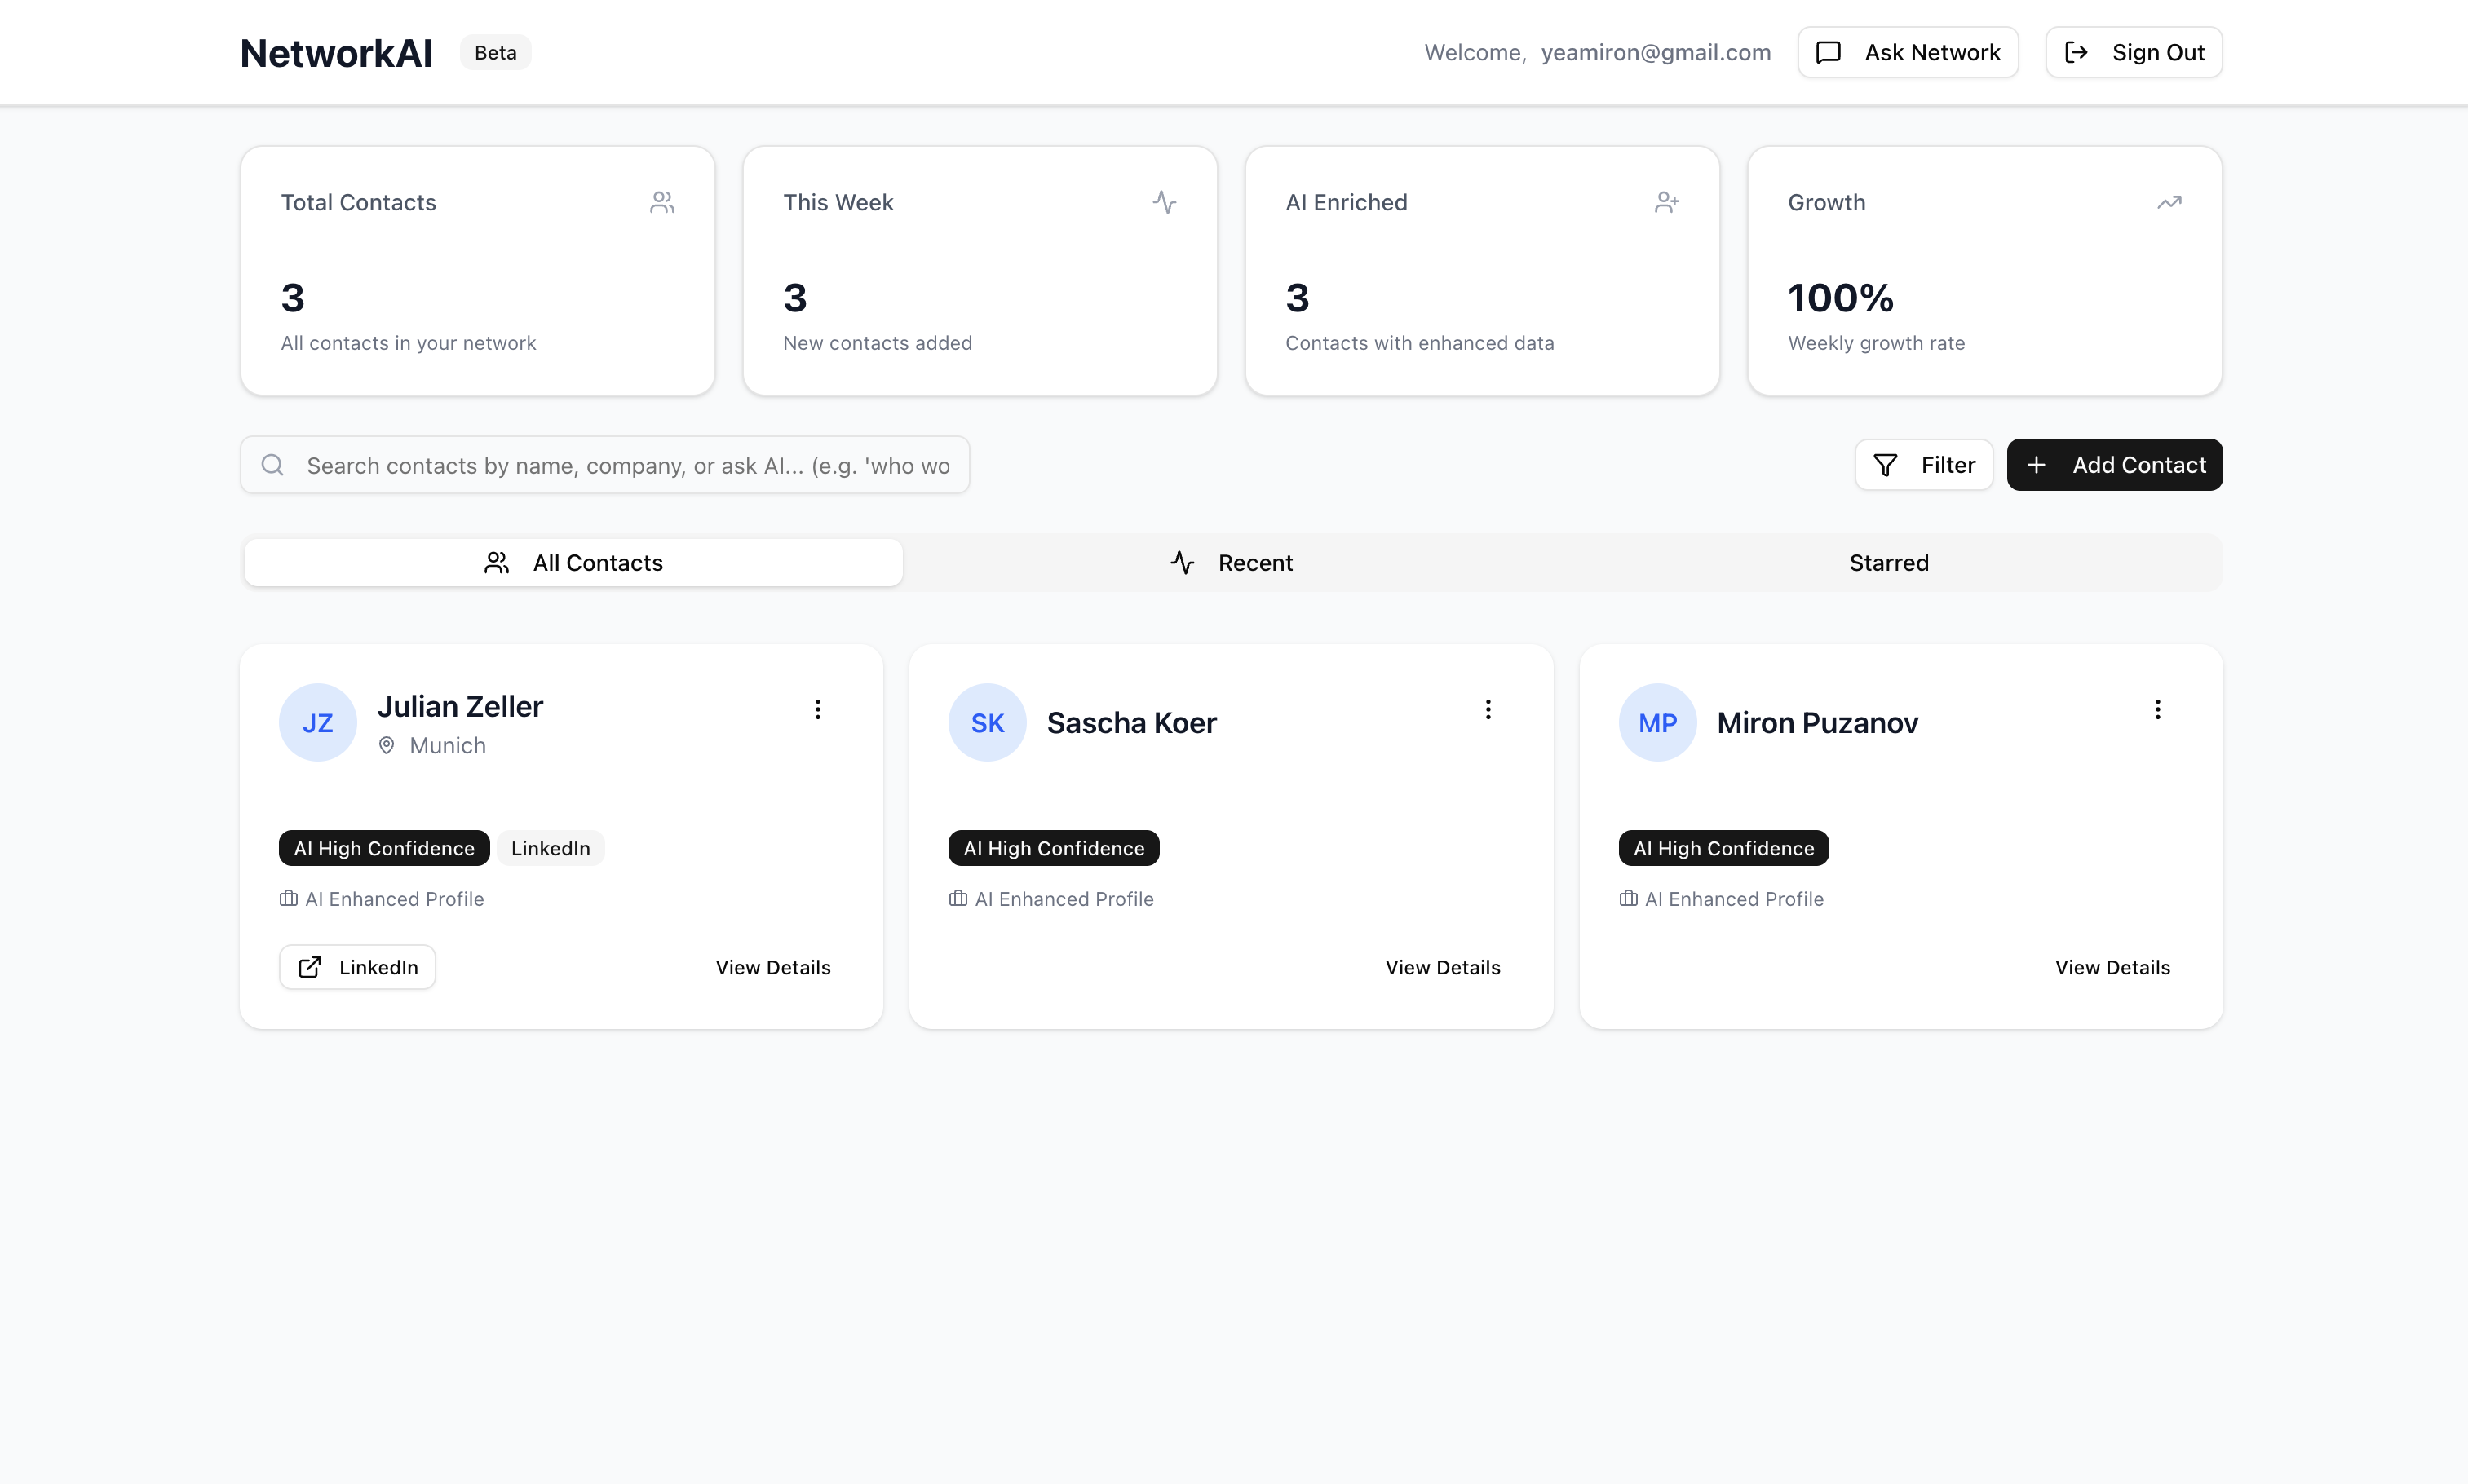 NetworkAI Beta Welcome, yeamiron@gmail.com Ask Network Sign Out
Total Contacts This Week AI Enriched Growth
3 3 3 100%
All contacts in your network New contacts added Contacts with enhanced data Weekly growth rate
Search contacts by name, company, or ask AI... (e.g. 'who wo Filter Add Contact
All Contacts Recent Starred
JZ Julian Zeller
Munich
SK Sascha Koer
MP Miron Puzanov
AI High Confidence LinkedIn AI High Confidence AI High Confidence
AI Enhanced Profile AI Enhanced Profile AI Enhanced Profile
LinkedIn View Details View Details View Details